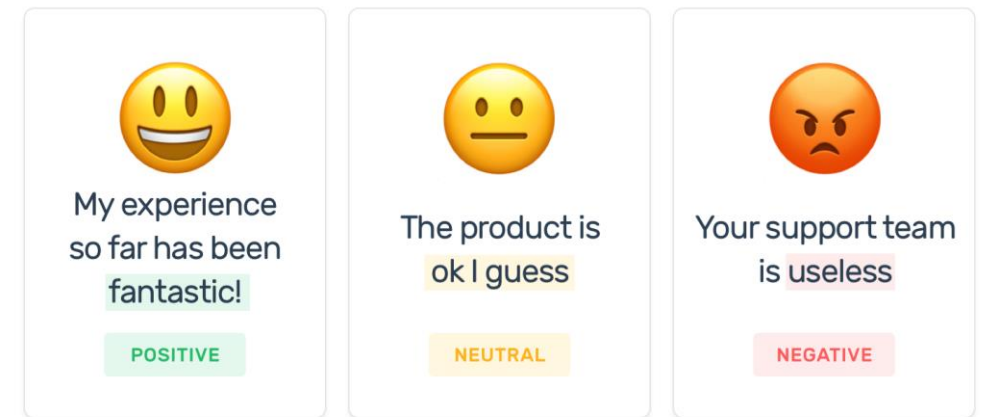 My experience
so far has been
fantastic!
POSITIVE
The product is
ok I guess
NEUTRAL
Your support team
is useless
NEGATIVE